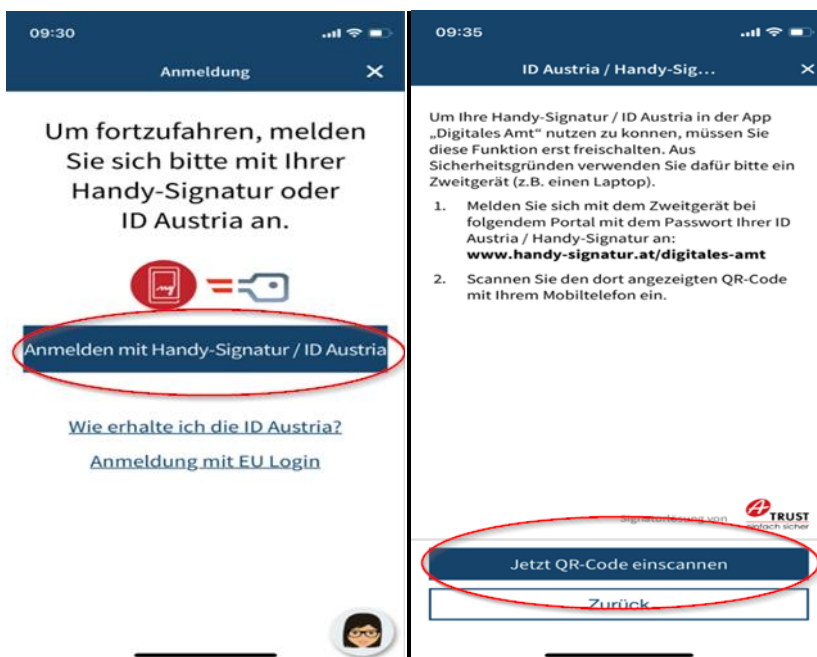 09:30
Anmeldung
Um fortzufahren, melden
Sie sich bitte mit Ihrer
Handy-Signatur oder
ID Austria an.
Anmelden mit Handy-Signatur / ID Austria
Wie erhalte ich die ID Austria?
Anmeldung mit EU Login
09:35
ID Austria / Handy-Sig...
Um Ihre Handy-Signatur / ID Austria in der App
„Digitales Amt“ nutzen zu konnen, müssen Sie
diese Funktion erst freischalten. Aus
Sicherheitsgründen verwenden Sie dafür bitte ein
Zweitgerät (z.B. einen Laptop).
1. Melden Sie sich mit dem Zweitgerät bei
folgendem Portal mit dem Passwort Ihrer ID
Austria / Handy-Signatur an:
www.handy-signatur.at/digitales-amt
2. Scannen Sie den dort angezeigten QR-Code
mit Ihrem Mobiltelefon ein.
Signaturlösung von
A TRUST
einfach sicher
Jetzt QR-Code einscannen
Zurück